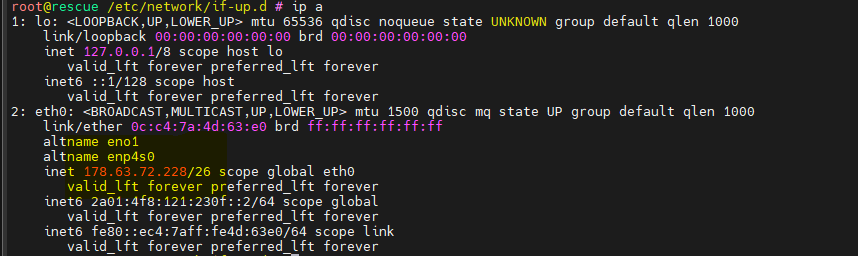 root@rescue /etc/network/if-up.d # ip a
1: lo: <LOOPBACK,UP,LOWER_UP> mtu 65536 qdisc noqueue state UNKNOWN group default qlen 1000
link/loopback 00:00:00:00:00:00 brd 00:00:00:00:00:00
inet 127.0.0.1/8 scope host lo
valid_lft forever preferred_lft forever
inet6 ::1/128 scope host
valid_lft forever preferred_lft forever
2: eth0: <BROADCAST,MULTICAST,UP,LOWER_UP> mtu 1500 qdisc mq state UP group default qlen 1000
link/ether 0c:c4:7a:4d:63:e0 brd ff:ff:ff:ff:ff:ff
altname eno1
altname enp4s0
inet 178.63.72.228/26 scope global eth0
valid_lft forever preferred_lft forever
inet6 2a01:4f8:121:230f::2/64 scope global
valid_lft forever preferred_lft forever
inet6 fe80::ec4:7aff:fe4d:63e0/64 scope link
valid_lft forever preferred_lft forever